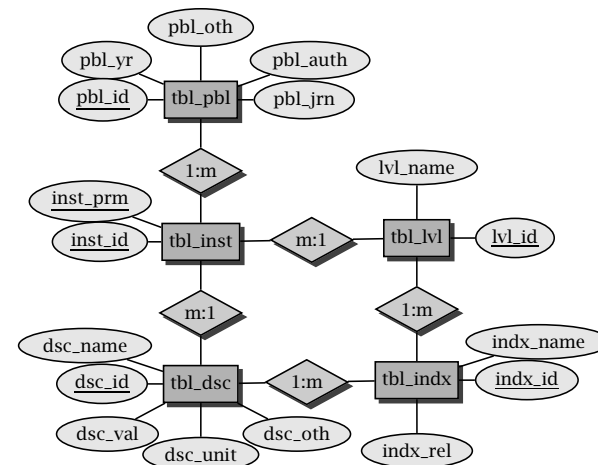 pbl_oth
pbl_yr
pbl_auth
pbl_id
tbl_pbl
pbl_jrn
1:m
lvl_name
inst_prm
inst_id
tbl_inst
m:1
tbl_lvl
lvl_id
m:1
1:m
dsc_name
indx_name
dsc_id
tbl_dsc
1:m
tbl_indx
indx_id
dsc_val
dsc_unit
dsc_oth
indx_rel